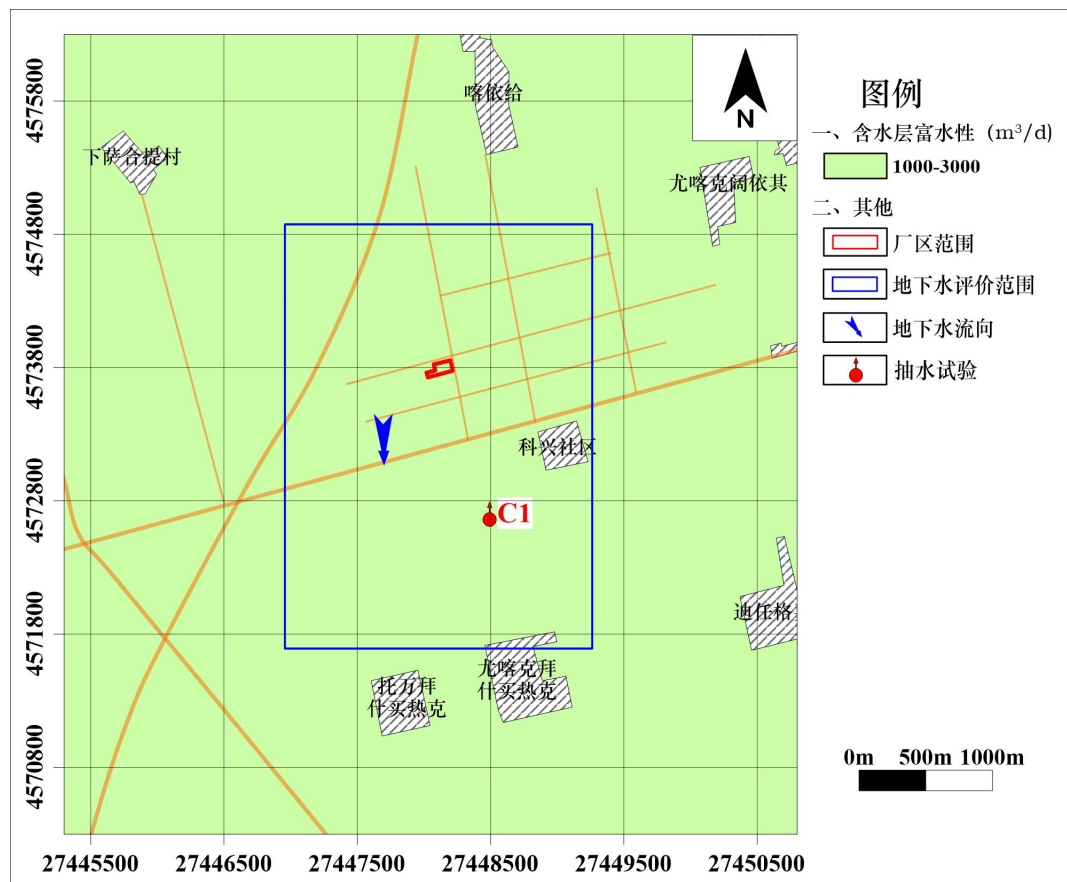 4575800
4574800
4573800
4572800
4571800
4570800
喀依给
下萨合提村
尤喀克阔依其
科兴社区
C1
迪任格
尤喀克拜
什买热克
托万拜
什买热克
N
图例
一、含水层富水性（m³/d）
1000-3000
二、其他
厂区范围
地下水评价范围
地下水流向
抽水试验
0m 500m 1000m
27445500 27446500 27447500 27448500 27449500 27450500